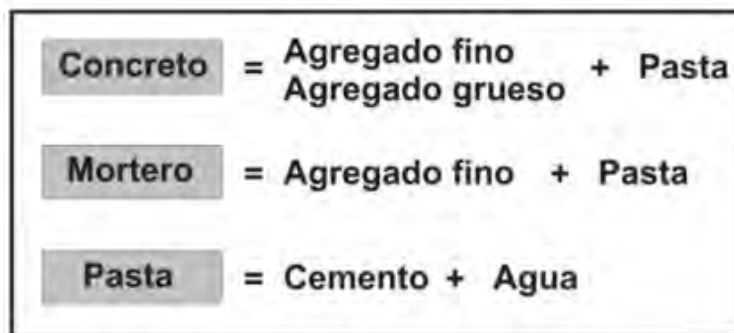 Concreto = Agregado fino
Agregado grueso + Pasta
Mortero = Agregado fino + Pasta
Pasta = Cemento + Agua